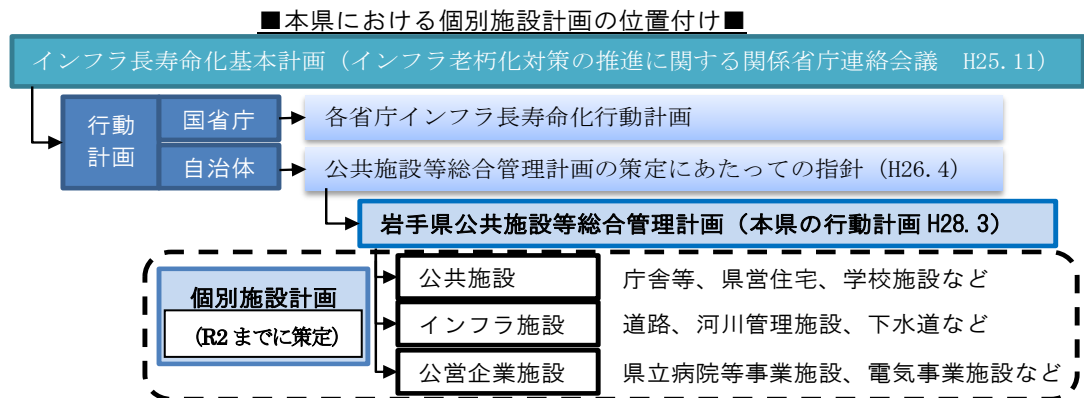 ■本県における個別施設計画の位置付け■
インフラ長寿命化基本計画（インフラ老朽化対策の推進に関する関係省庁連絡会議　H25.11）
行動
計画
国省庁
各省庁インフラ長寿命化行動計画
自治体
公共施設等総合管理計画の策定にあたっての指針（H26.4）
岩手県公共施設等総合管理計画（本県の行動計画 H28.3）
個別施設計画
（R2 までに策定）
公共施設
庁舎等、県営住宅、学校施設など
インフラ施設
道路、河川管理施設、下水道など
公営企業施設
県立病院等事業施設、電気事業施設など